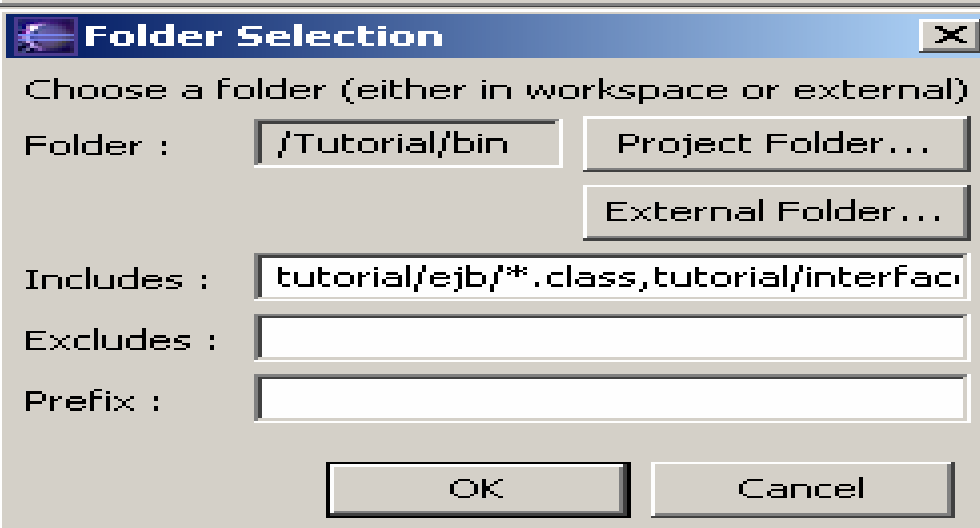 Folder Selection
Choose a folder (either in workspace or external)
Folder : /Tutorial/bin Project Folder...
External Folder...
Includes : tutorial/ejb/*.class,tutorial/interfac
Excludes :
Prefix :
OK Cancel